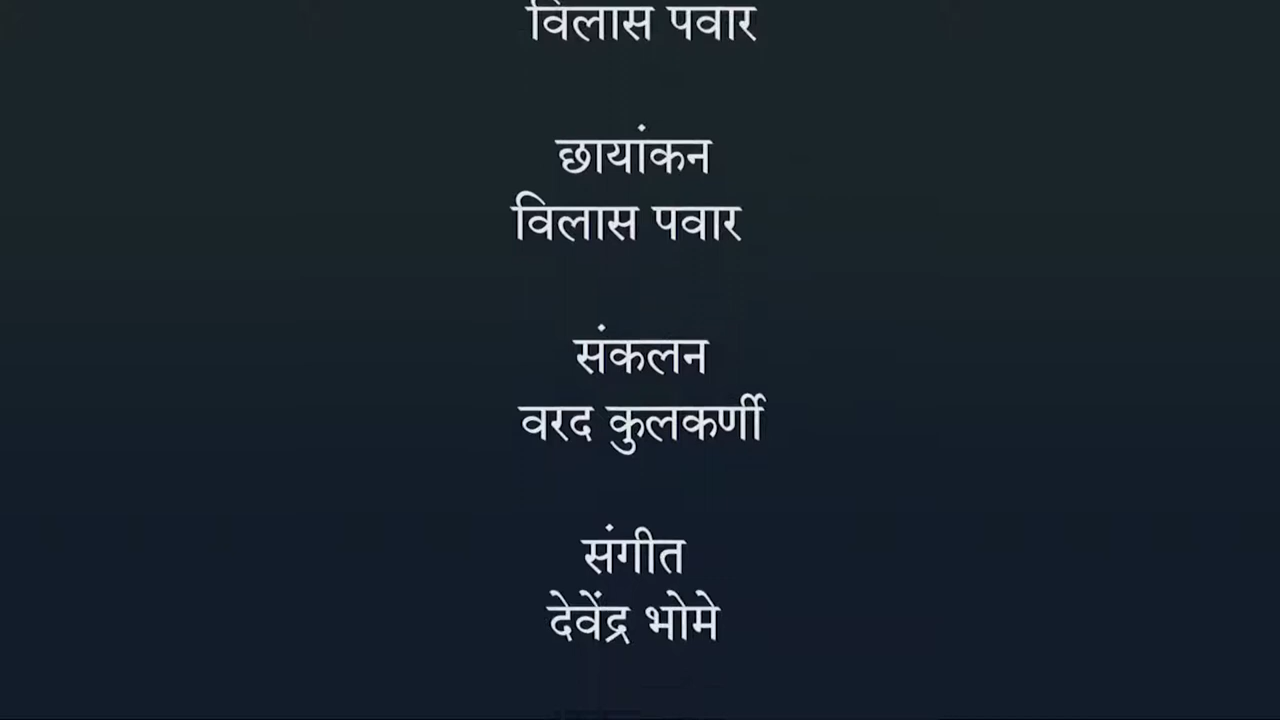 विलास पवार
छायांकन
विलास पवार
संकलन
वरद कुलकर्णी
संगीत
देवेंद्र भोमे